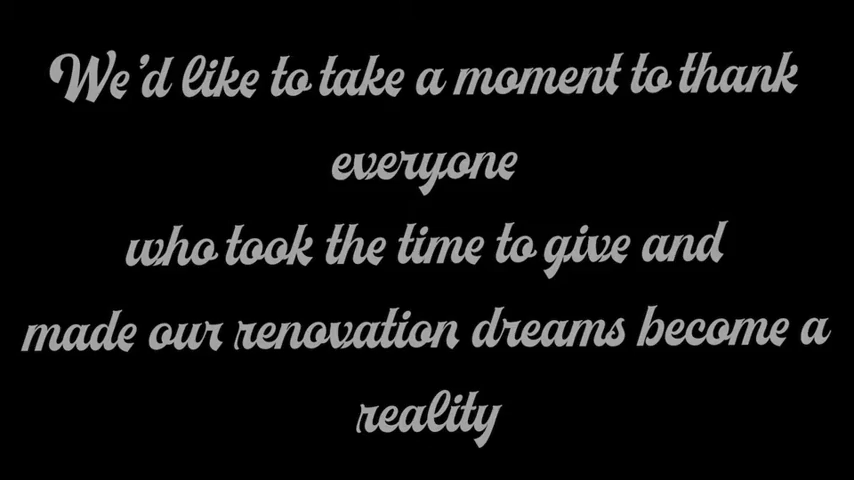 We'd like to take a moment to thank
everyone
who took the time to give and
made our renovation dreams become a
reality